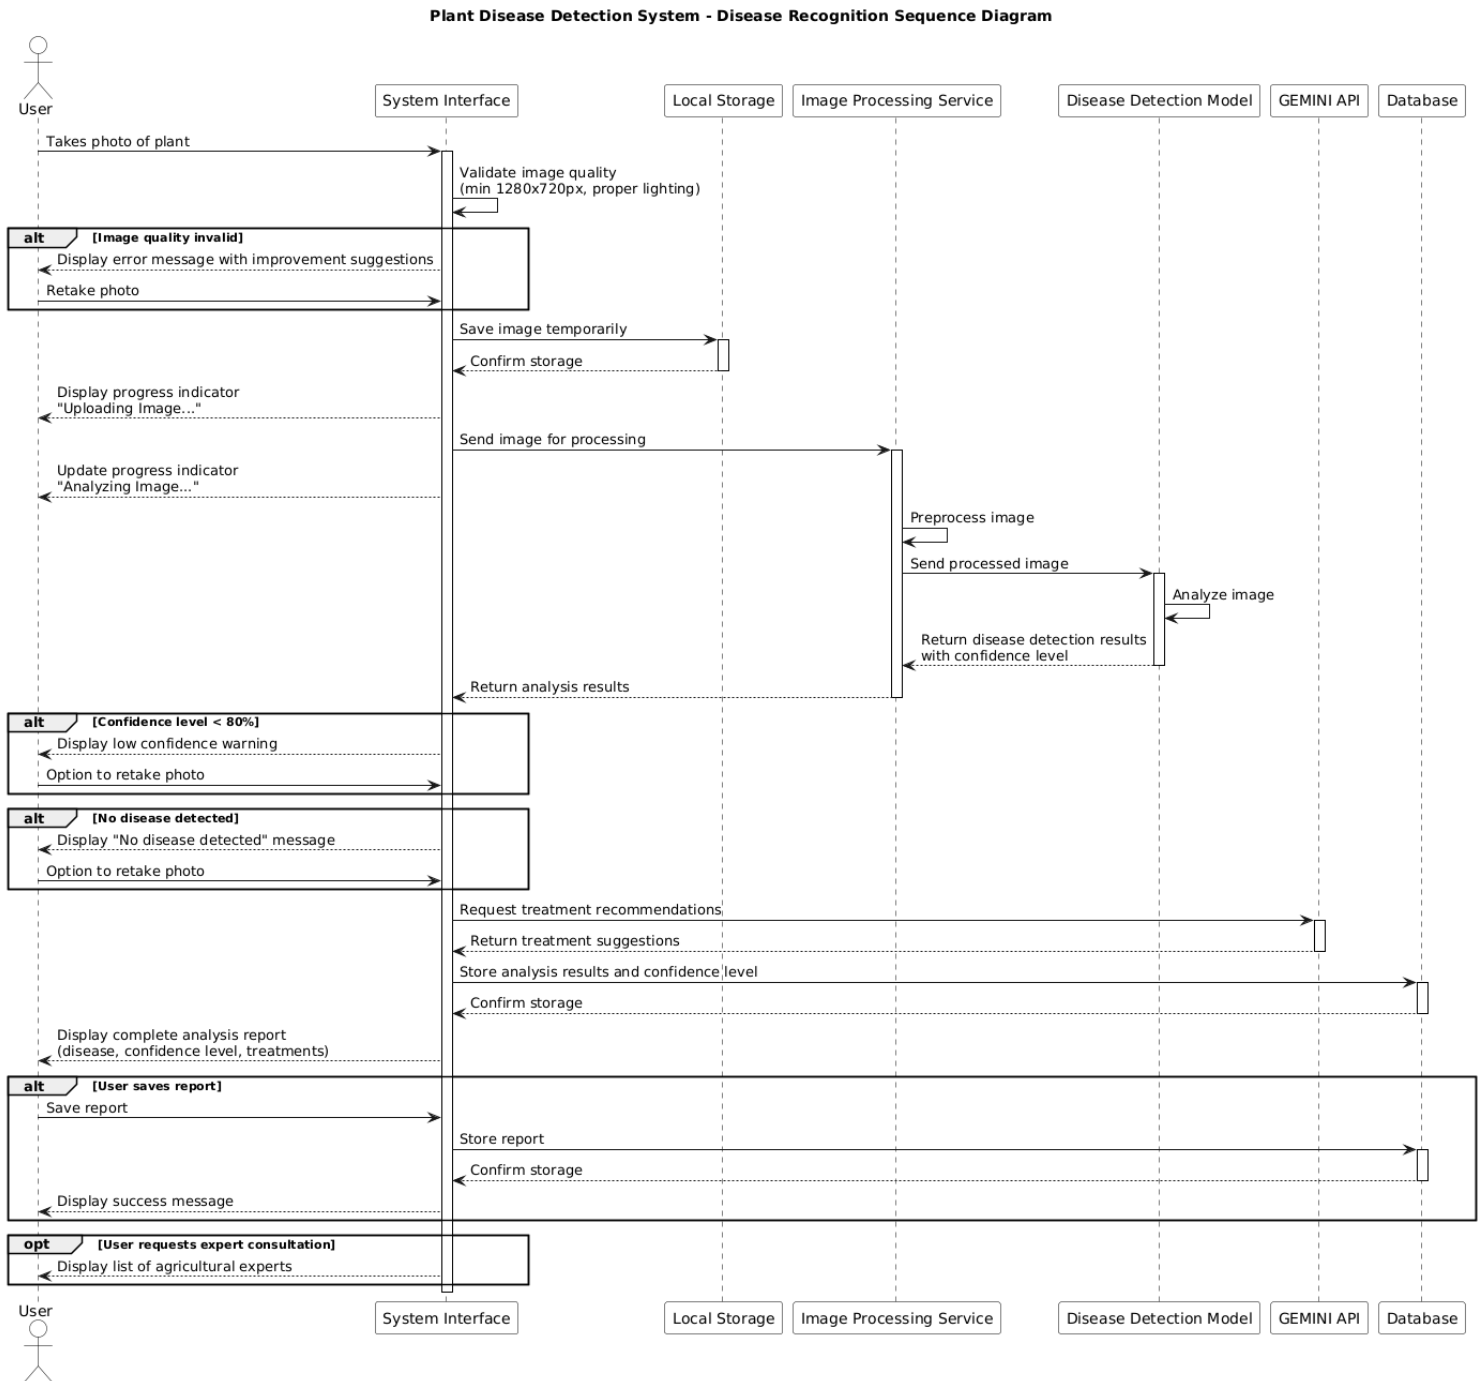 Plant Disease Detection System - Disease Recognition Sequence Diagram
User
System Interface
Local Storage
Image Processing Service
Disease Detection Model
GEMINI API
Database
Takes photo of plant
Validate image quality
(min 1280x720px, proper lighting)
alt
[Image quality invalid]
Display error message with improvement suggestions
Retake photo
Save image temporarily
Confirm storage
Display progress indicator
"Uploading Image..."
Send image for processing
Update progress indicator
"Analyzing Image..."
Preprocess image
Send processed image
Analyze image
Return disease detection results
with confidence level
Return analysis results
alt
[Confidence level < 80%]
Display low confidence warning
Option to retake photo
alt
[No disease detected]
Display "No disease detected" message
Option to retake photo
Request treatment recommendations
Return treatment suggestions
Store analysis results and confidence level
Confirm storage
Display complete analysis report
(disease, confidence level, treatments)
alt
[User saves report]
Save report
Store report
Confirm storage
Display success message
opt
[User requests expert consultation]
Display list of agricultural experts
User
System Interface
Local Storage
Image Processing Service
Disease Detection Model
GEMINI API
Database